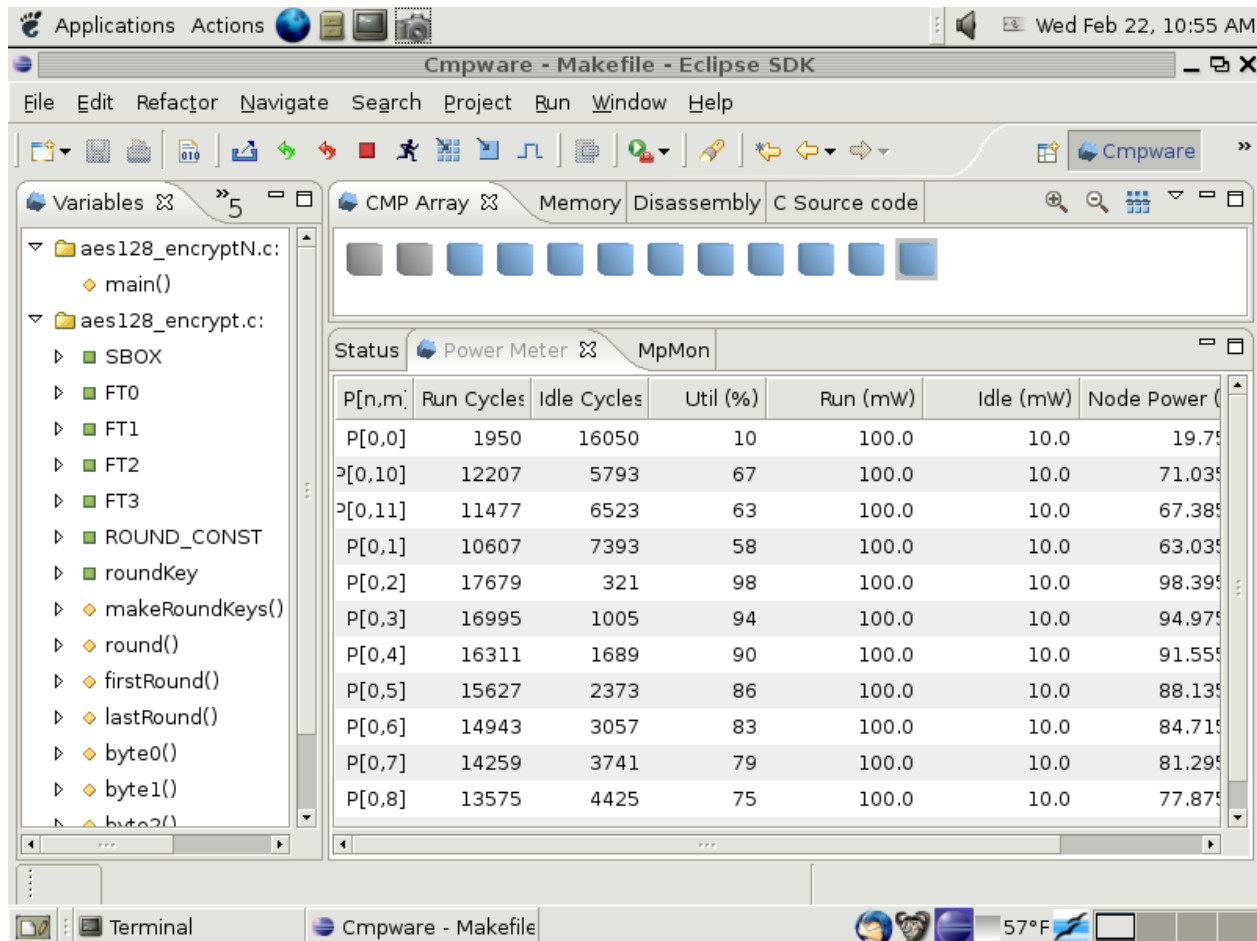 Applications Actions Wed Feb 22, 10:55 AM
Cmpware - Makefile - Eclipse SDK
File Edit Refactor Navigate Search Project Run Window Help
010 Cmpware »
Variables »5 CMP Array Memory Disassembly C Source code
aes128_encryptN.c:
main()
aes128_encrypt.c:
SBOX
FT0
FT1
FT2
FT3
ROUND_CONST
roundKey
makeRoundKeys()
round()
firstRound()
lastRound()
byte0()
byte1()
byte2()
Status Power Meter MpMon
P[n,m] Run Cycles Idle Cycles Util (%) Run (mW) Idle (mW) Node Power (
P[0,0] 1950 16050 10 100.0 10.0 19.75
P[0,10] 12207 5793 67 100.0 10.0 71.035
P[0,11] 11477 6523 63 100.0 10.0 67.385
P[0,1] 10607 7393 58 100.0 10.0 63.035
P[0,2] 17679 321 98 100.0 10.0 98.395
P[0,3] 16995 1005 94 100.0 10.0 94.975
P[0,4] 16311 1689 90 100.0 10.0 91.555
P[0,5] 15627 2373 86 100.0 10.0 88.135
P[0,6] 14943 3057 83 100.0 10.0 84.715
P[0,7] 14259 3741 79 100.0 10.0 81.295
P[0,8] 13575 4425 75 100.0 10.0 77.875
Terminal Cmpware - Makefile 57°F